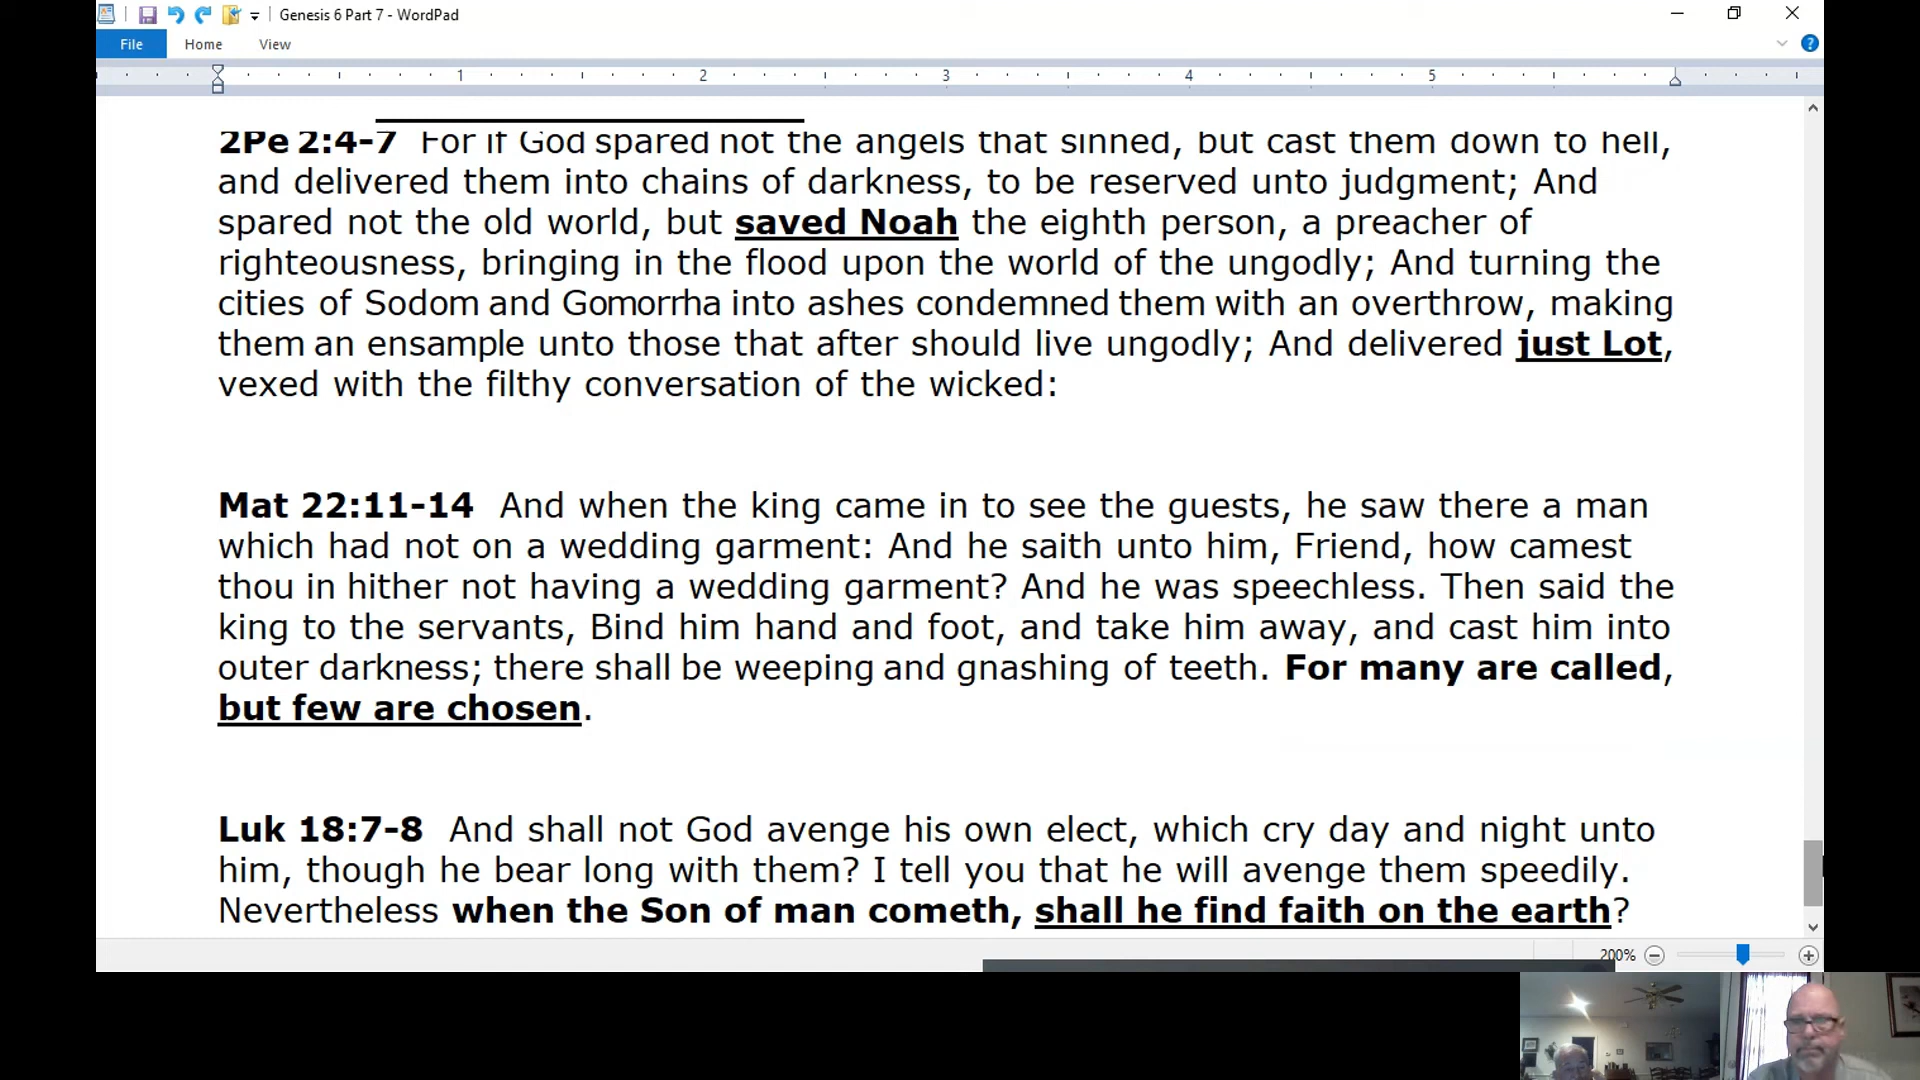 Genesis 6 Part 7 - WordPad
File Home View
1 2 3 4 5
2Pe 2:4-7 For if God spared not the angels that sinned, but cast them down to hell,
and delivered them into chains of darkness, to be reserved unto judgment; And
spared not the old world, but saved Noah the eighth person, a preacher of
righteousness, bringing in the flood upon the world of the ungodly; And turning the
cities of Sodom and Gomorrha into ashes condemned them with an overthrow, making
them an ensample unto those that after should live ungodly; And delivered just Lot,
vexed with the filthy conversation of the wicked:
Mat 22:11-14 And when the king came in to see the guests, he saw there a man
which had not on a wedding garment: And he saith unto him, Friend, how camest
thou in hither not having a wedding garment? And he was speechless. Then said the
king to the servants, Bind him hand and foot, and take him away, and cast him into
outer darkness; there shall be weeping and gnashing of teeth. For many are called,
but few are chosen.
Luk 18:7-8 And shall not God avenge his own elect, which cry day and night unto
him, though he bear long with them? I tell you that he will avenge them speedily.
Nevertheless when the Son of man cometh, shall he find faith on the earth?
200%